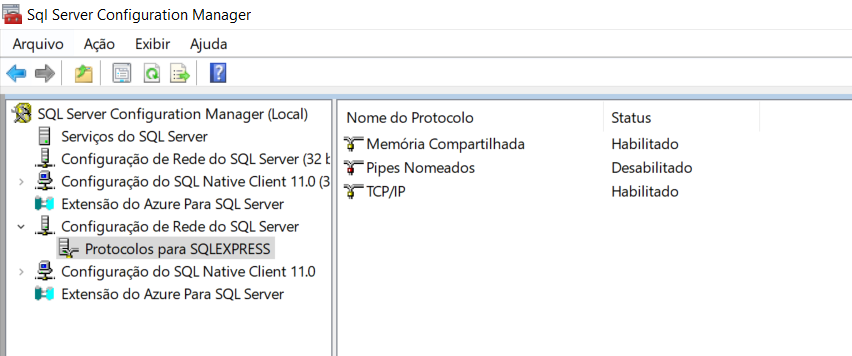 Sql Server Configuration Manager
Arquivo Ação Exibir Ajuda
SQL Server Configuration Manager (Local)
Serviços do SQL Server
Configuração de Rede do SQL Server (32 b
Configuração do SQL Native Client 11.0 (3
Extensão do Azure Para SQL Server
Configuração de Rede do SQL Server
Protocolos para SQLEXPRESS
Configuração do SQL Native Client 11.0
Extensão do Azure Para SQL Server
Nome do Protocolo Status
Memória Compartilhada Habilitado
Pipes Nomeados Desabilitado
TCP/IP Habilitado